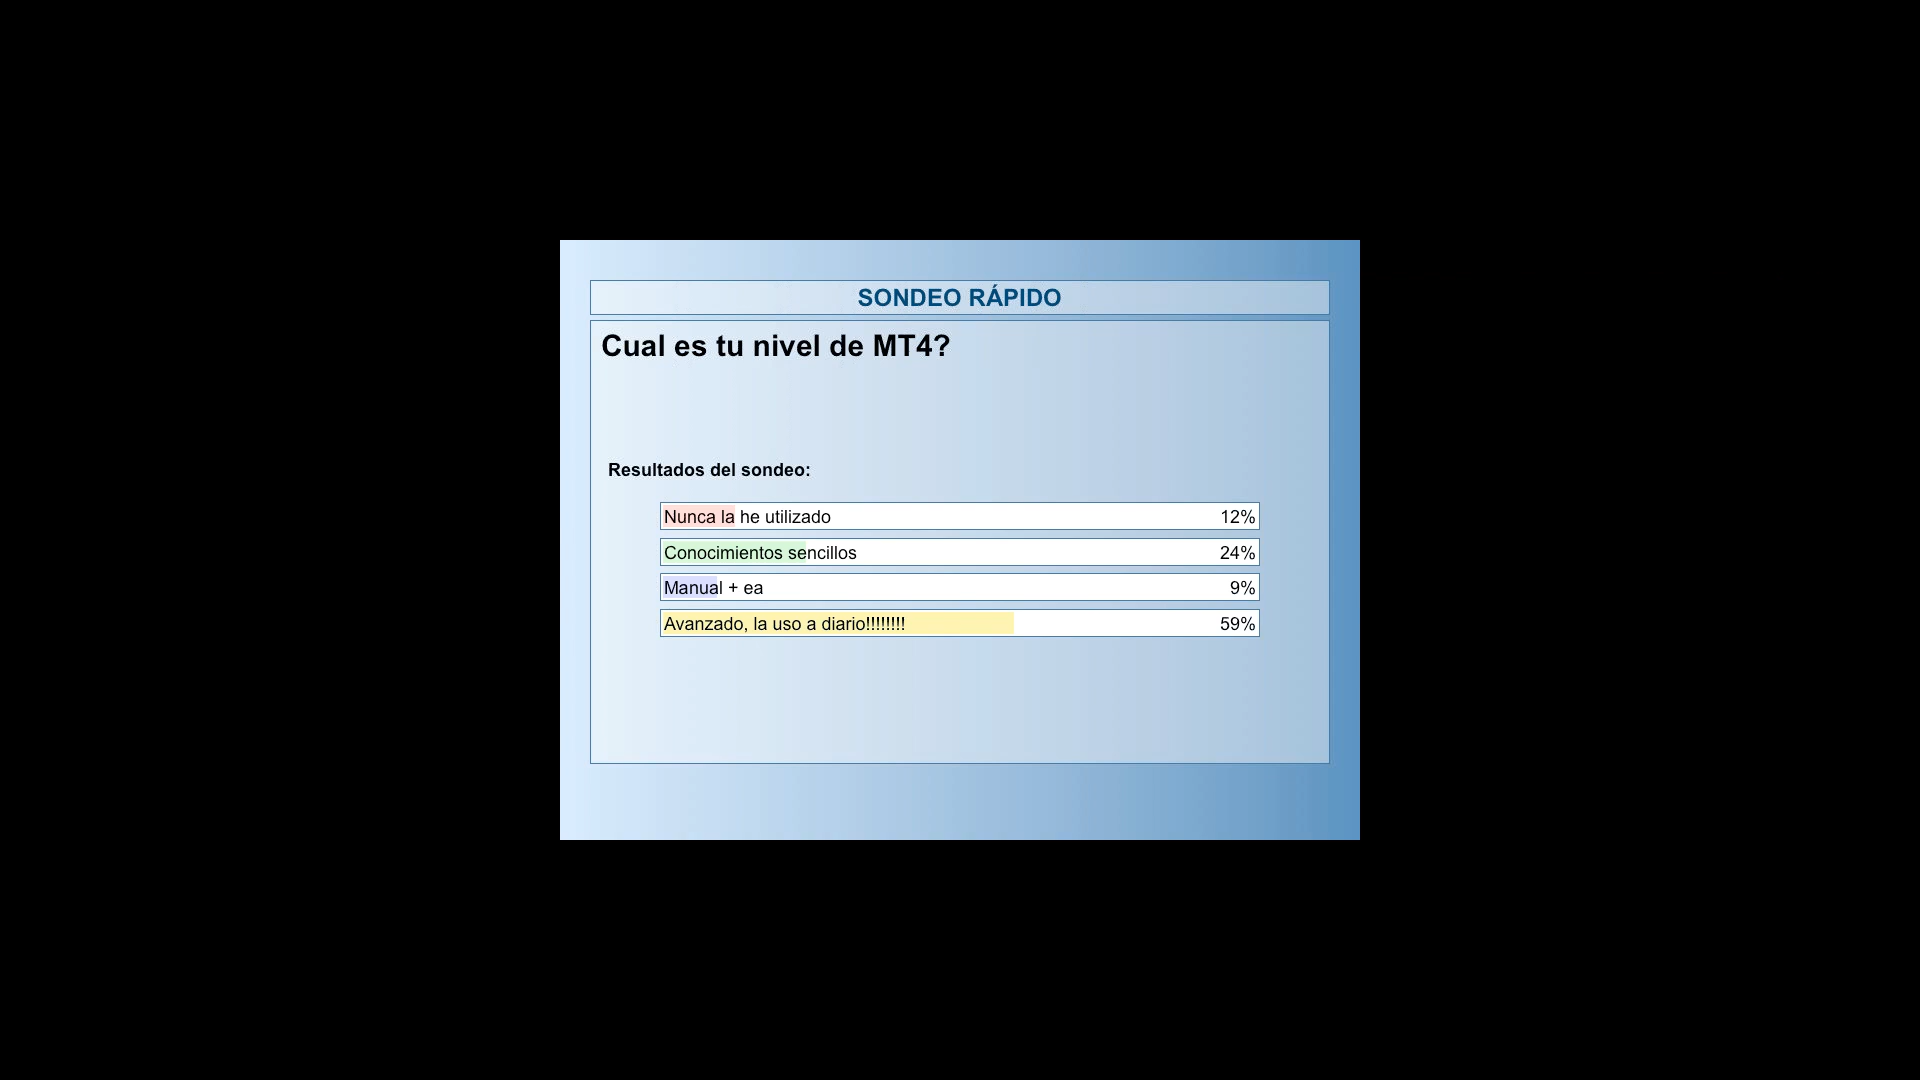 SONDEO RÁPIDO
Cual es tu nivel de MT4?
Resultados del sondeo:
Nunca la he utilizado 12%
Conocimientos sencillos 24%
Manual + ea 9%
Avanzado, la uso a diario!!!!!!!! 59%